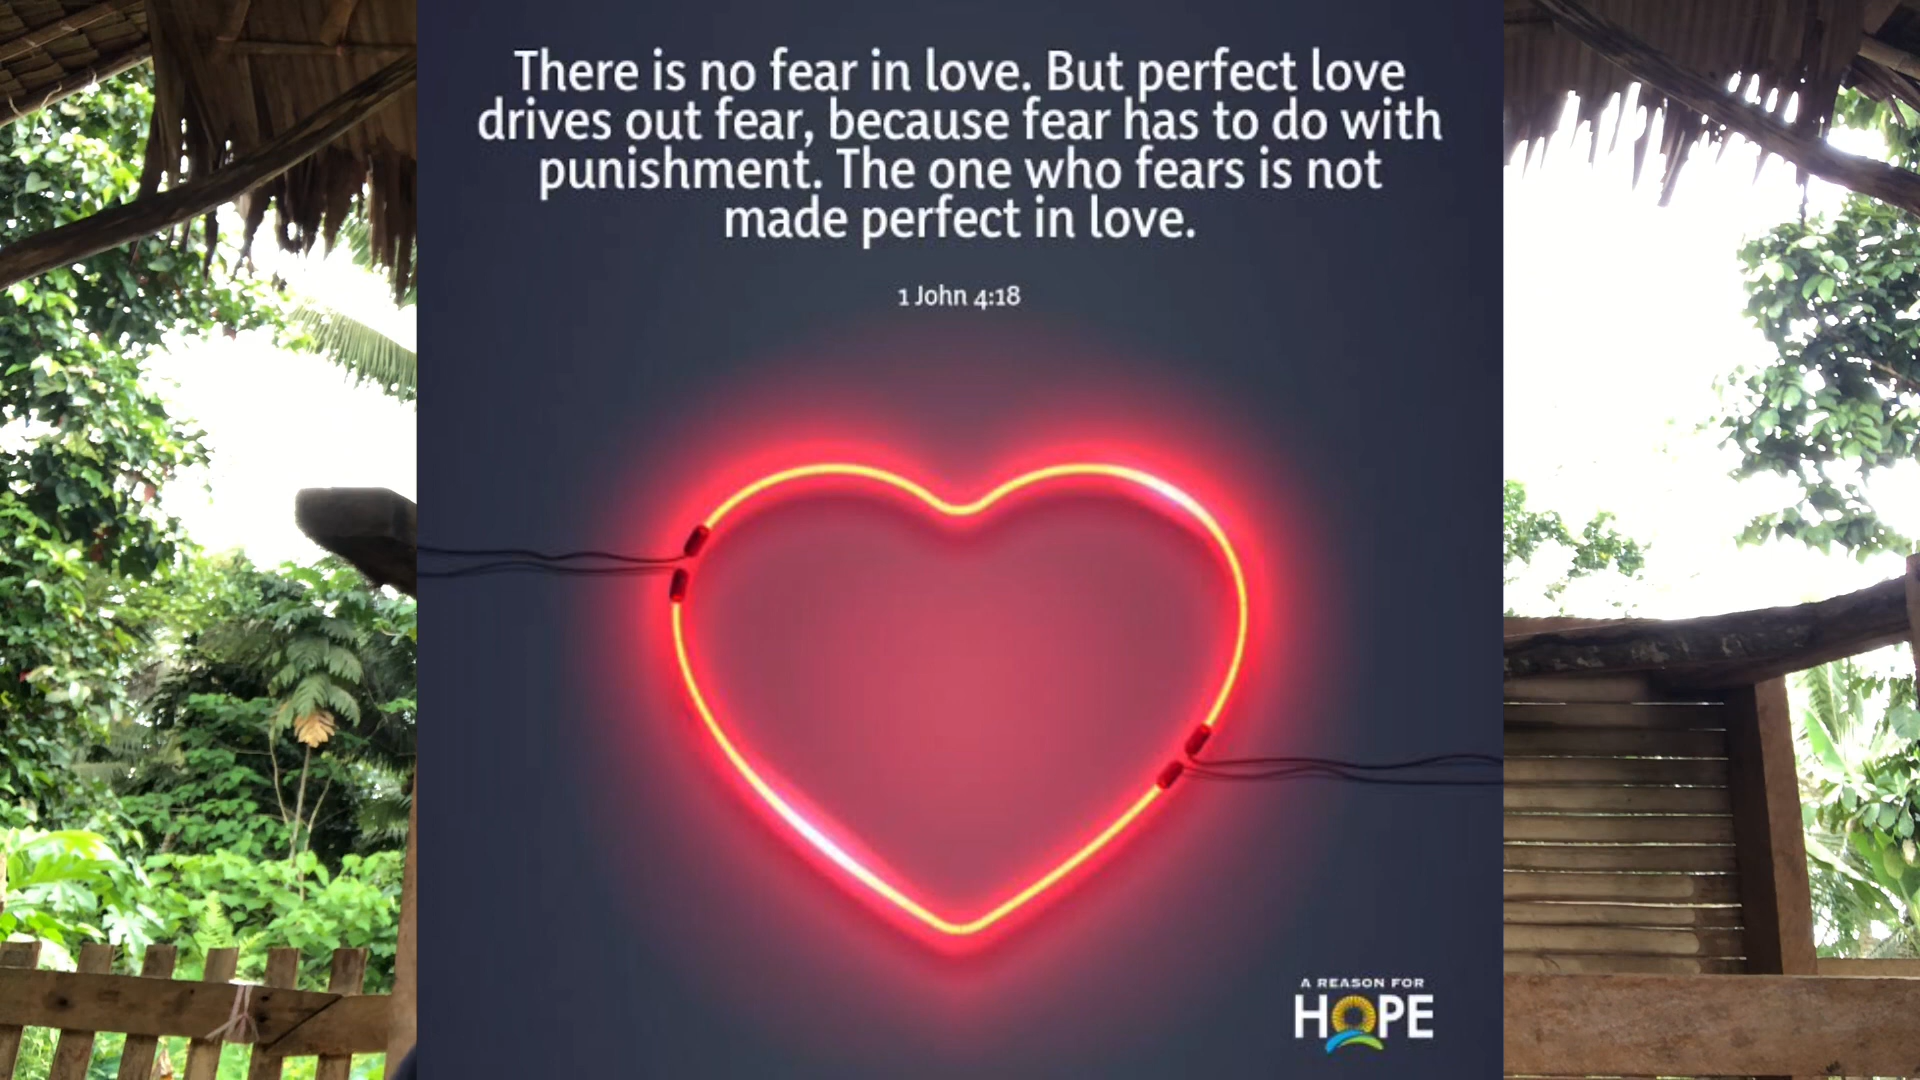 There is no fear in love. But perfect love
drives out fear, because fear has to do with
punishment. The one who fears is not
made perfect in love.
1 John 4:18
A REASON FOR
HOPE